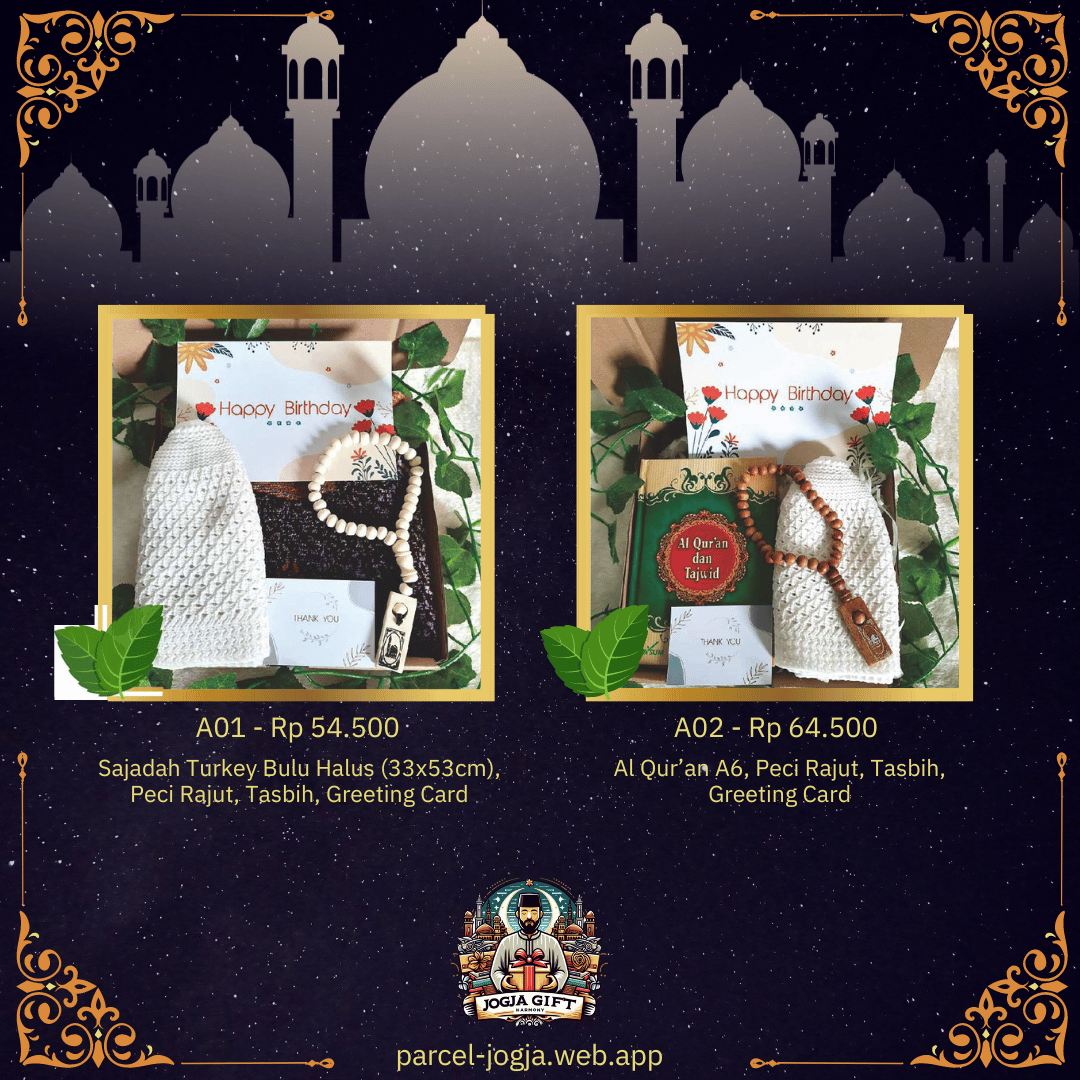 Happy Birthday
THANK YOU
A01 - Rp 54.500
Sajadah Turkey Bulu Halus (33x53cm),
Peci Rajut, Tasbih, Greeting Card
Happy Birthday
Al Qur'an
dan
Tajwid
THANK YOU
A02 - Rp 64.500
Al Qur’an A6, Peci Rajut, Tasbih,
Greeting Card
JOGJA GIFT
HARMONY
parcel-jogja.web.app